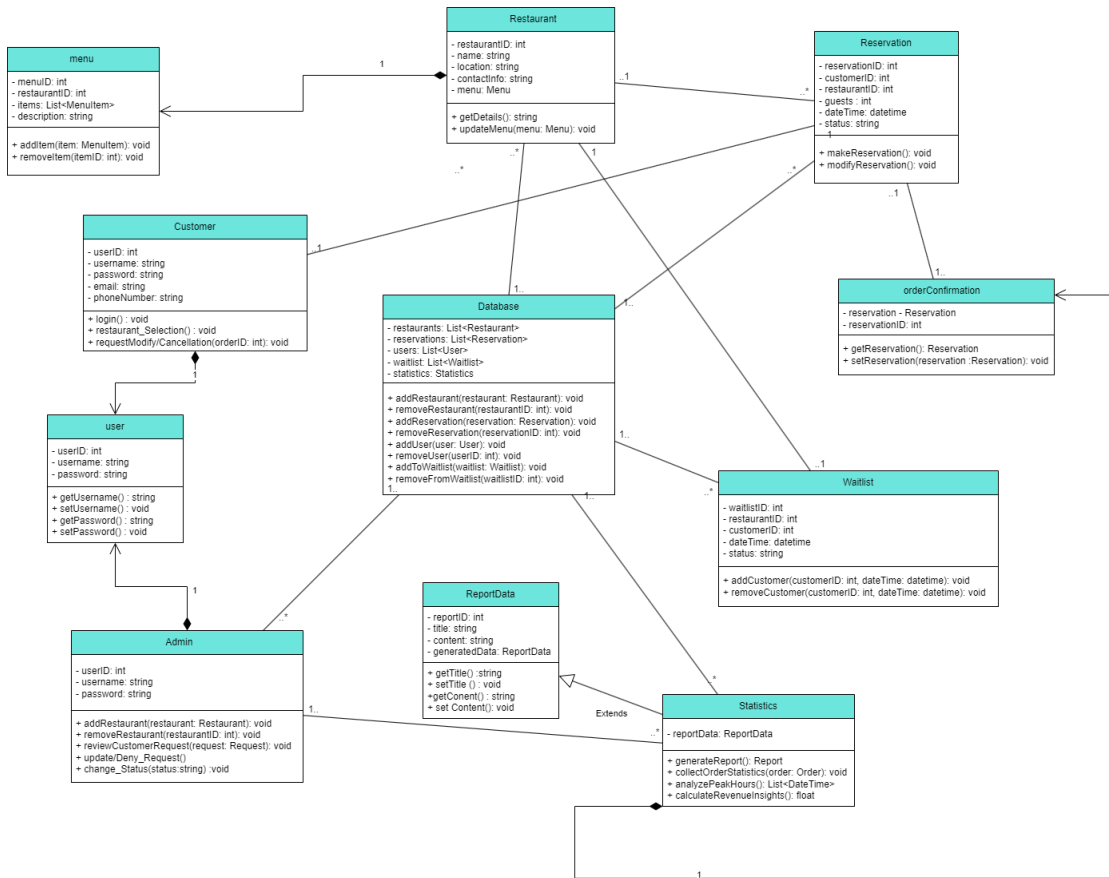 Restaurant
- restaurantID: int
- name: string
- location: string
- contactInfo: string
- menu: Menu
+ getDetails(): string
+ updateMenu(menu: Menu): void
Reservation
- reservationID: int
- customerID: int
- restaurantID: int
- guests : int
- dateTime: datetime
- status: string
+ makeReservation(): void
+ modifyReservation(): void
menu
- menuID: int
- restaurantID: int
- items: List<MenuItem>
- description: string
+ addItem(item: MenuItem): void
+ removeItem(itemID: int): void
1
..1
..*
1
..*
..*
1
..*
..1
Customer
- userID: int
- username: string
- password: string
- email: string
- phoneNumber: string
+ login() : void
+ restaurant_Selection() : void
+ requestModify/Cancellation(orderID: int): void
..1
1..
1..
1..
orderConfirmation
- reservation - Reservation
- reservationID: int
+ getReservation(): Reservation
+ setReservation(reservation :Reservation): void
Database
- restaurants: List<Restaurant>
- reservations: List<Reservation>
- users: List<User>
- waitlist: List<Waitlist>
- statistics: Statistics
+ addRestaurant(restaurant: Restaurant): void
+ removeRestaurant(restaurantID: int): void
+ addReservation(reservation: Reservation): void
+ removeReservation(reservationID: int): void
+ addUser(user: User): void
+ removeUser(userID: int): void
+ addToWaitlist(waitlist: Waitlist): void
+ removeFromWaitlist(waitlistID: int): void
1
user
- userID: int
- username: string
- password: string
+ getUsername() : string
+ setUsername() : void
+ getPassword() : string
+ setPassword() : void
1..
..1
..*
1..
1..
Waitlist
- waitlistID: int
- restaurantID: int
- customerID: int
- dateTime: datetime
- status: string
+ addCustomer(customerID: int, dateTime: datetime): void
+ removeCustomer(customerID: int, dateTime: datetime): void
1
..*
ReportData
- reportID: int
- title: string
- content: string
- generatedData: ReportData
+ getTitle() :string
+ setTitle () : void
+getConent() : string
+ set Content(): void
Admin
- userID: int
- username: string
- password: string
+ addRestaurant(restaurant: Restaurant): void
+ removeRestaurant(restaurantID: int): void
+ reviewCustomerRequest(request: Request): void
+ update/Deny_Request()
+ change_Status(status:string) :void
1..
Extends
..*
..*
Statistics
- reportData: ReportData
+ generateReport(): Report
+ collectOrderStatistics(order: Order): void
+ analyzePeakHours(): List<DateTime>
+ calculateRevenueInsights(): float
1